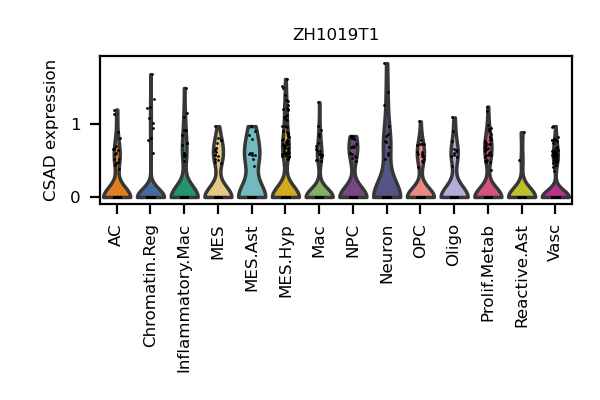 ZH1019T1
CSAD expression
1
0
AC
Chromatin.Reg
Inflammatory.Mac
MES
MES.Ast
MES.Hyp
Mac
NPC
Neuron
OPC
Oligo
Prolif.Metab
Reactive.Ast
Vasc